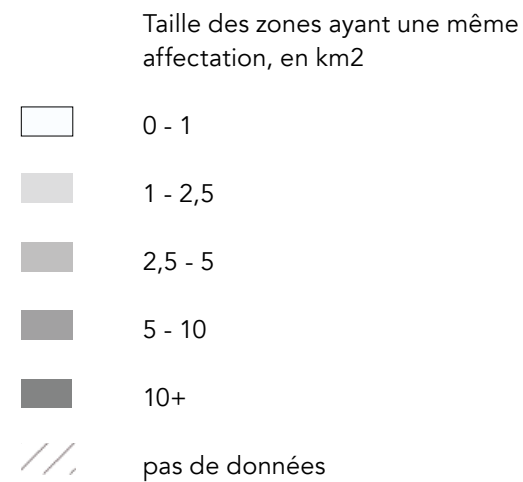 Taille des zones ayant une même
affectation, en km2
0 - 1
1 - 2,5
2,5 - 5
5 - 10
10+
pas de données